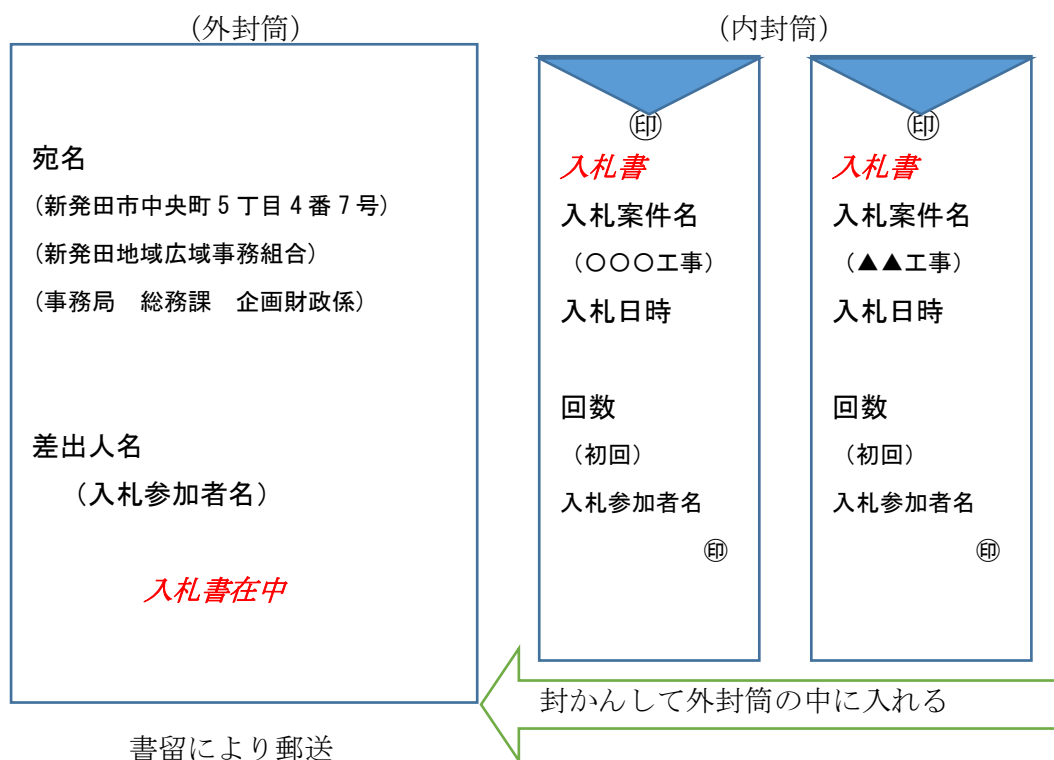 (外封筒)
宛名
(新発田市中央町5丁目4番7号)
(新発田地域広域事務組合)
(事務局　総務課　企画財政係)
差出人名
(入札参加者名)
入札書在中
書留により郵送
(内封筒)
㊞
入札書
入札案件名
(〇〇〇工事)
入札日時
回数
(初回)
入札参加者名
㊞
㊞
入札書
入札案件名
(▲▲工事)
入札日時
回数
(初回)
入札参加者名
㊞
封かんして外封筒の中に入れる